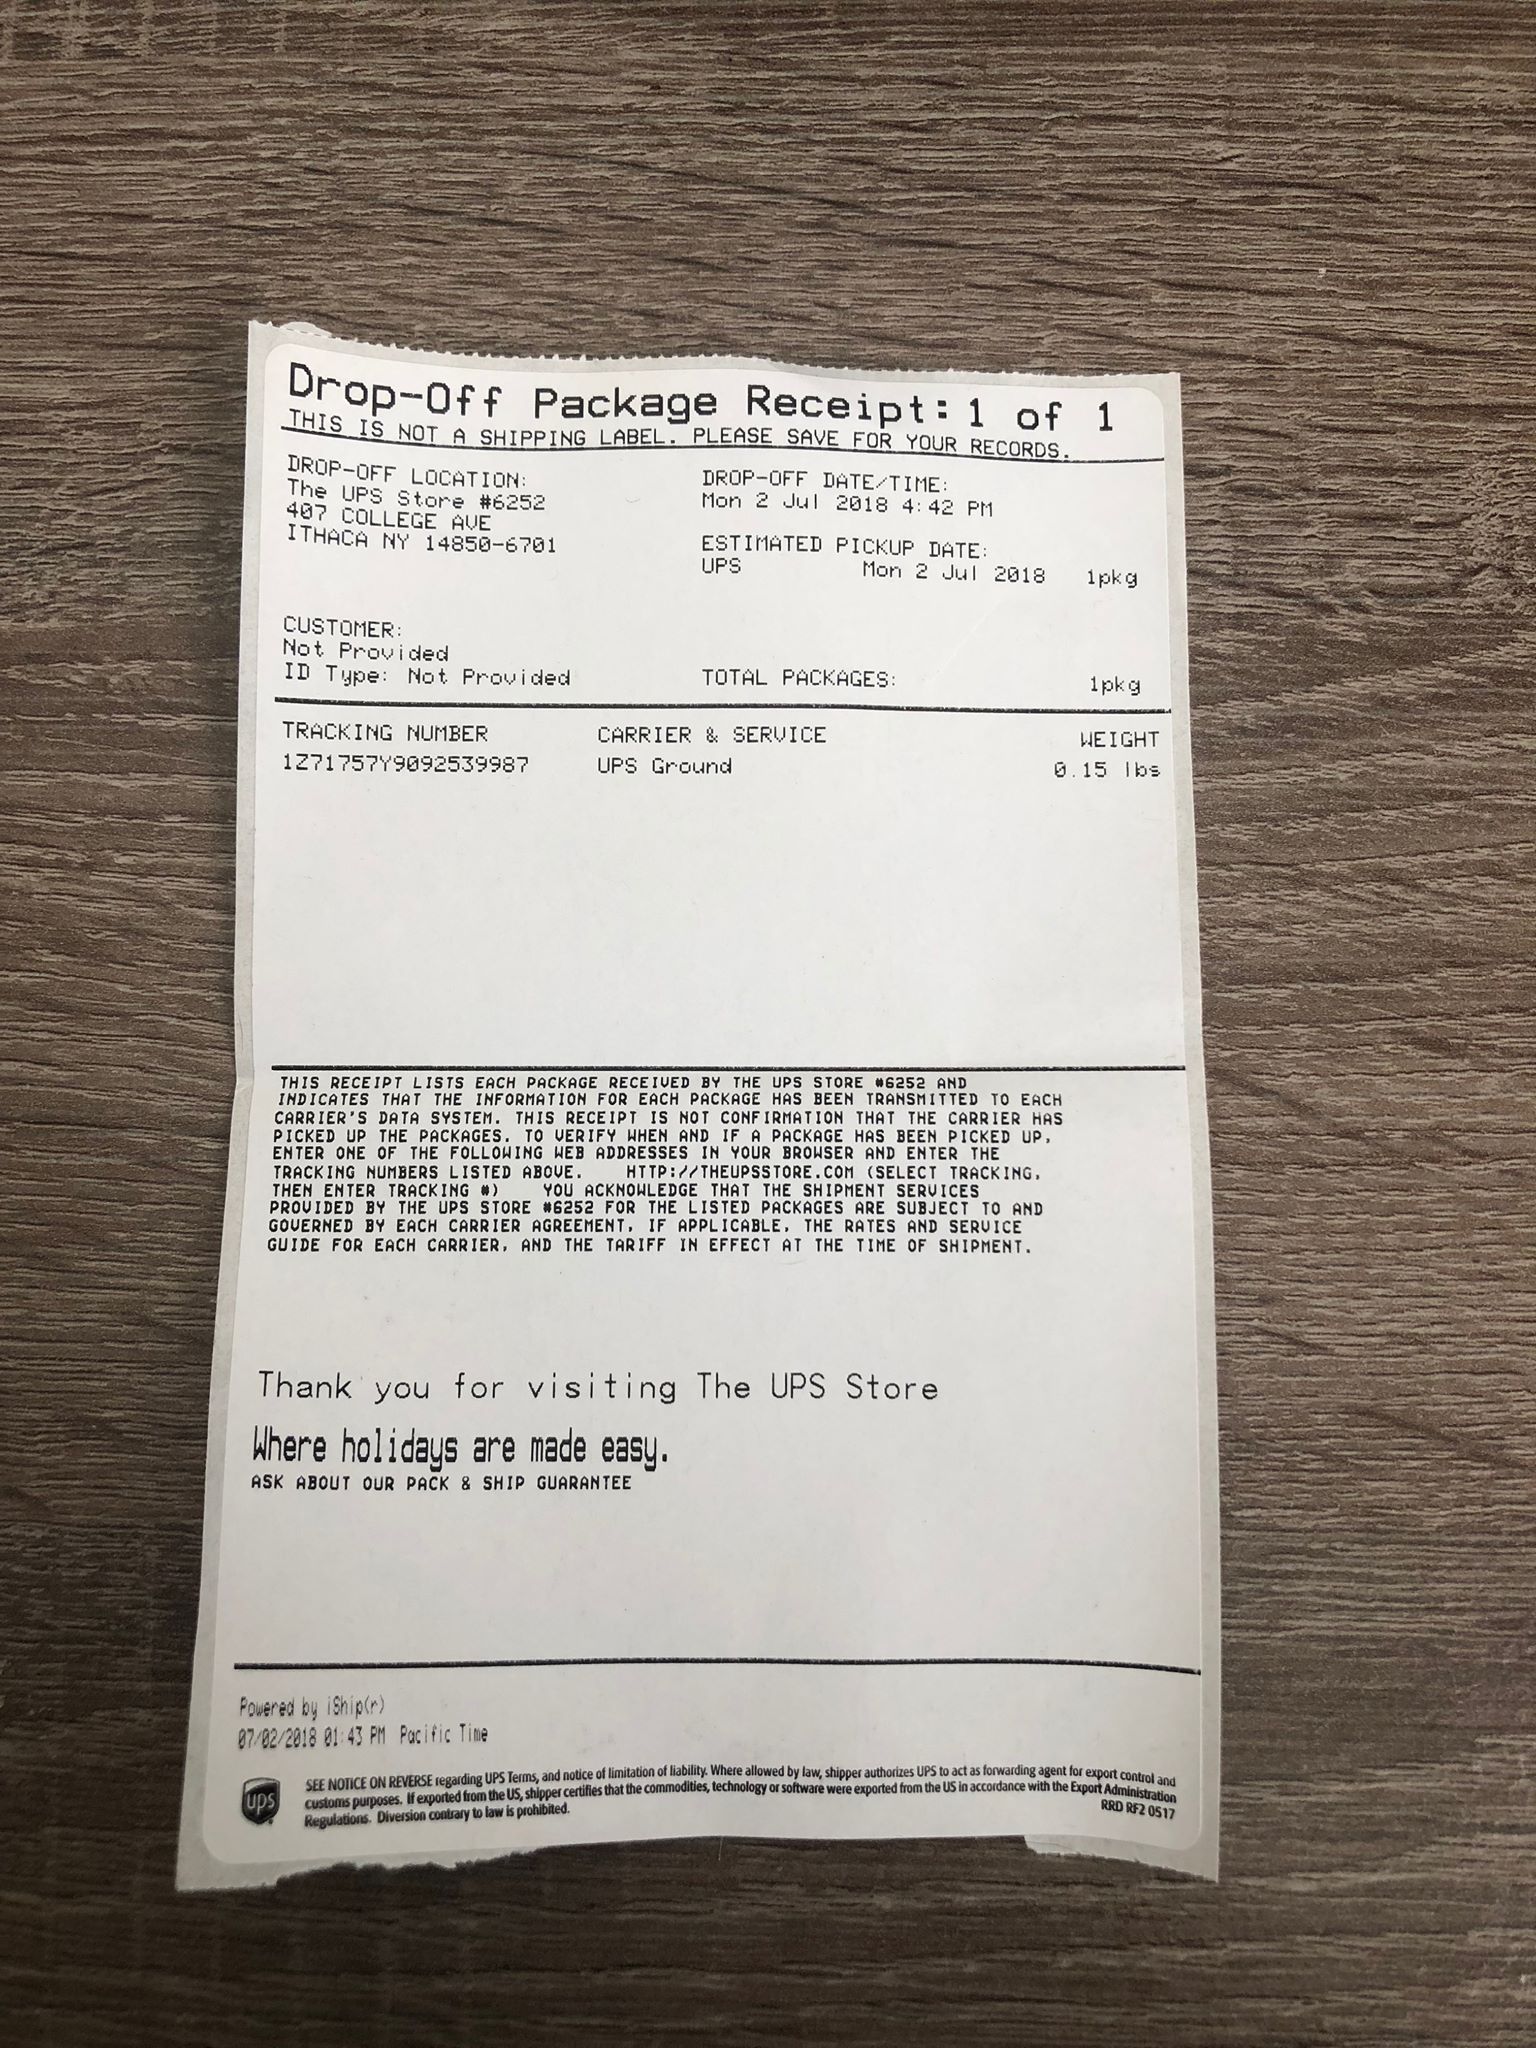 Drop-Off Package Receipt: 1 of 1
THIS IS NOT A SHIPPING LABEL. PLEASE SAVE FOR YOUR RECORDS.
DROP-OFF LOCATION:
The UPS Store #6252
407 COLLEGE AVE
ITHACA NY 14850-6701
DROP-OFF DATE/TIME:
Mon 2 Jul 2018 4:42 PM
ESTIMATED PICKUP DATE:
UPS Mon 2 Jul 2018 1pkg
CUSTOMER:
Not Provided
ID Type: Not Provided
TOTAL PACKAGES: 1pkg
TRACKING NUMBER CARRIER & SERVICE WEIGHT
1Z71757Y9092539987 UPS Ground 0.15 lbs
THIS RECEIPT LISTS EACH PACKAGE RECEIVED BY THE UPS STORE #6252 AND
INDICATES THAT THE INFORMATION FOR EACH PACKAGE HAS BEEN TRANSMITTED TO EACH
CARRIER'S DATA SYSTEM. THIS RECEIPT IS NOT CONFIRMATION THAT THE CARRIER HAS
PICKED UP THE PACKAGES. TO VERIFY WHEN AND IF A PACKAGE HAS BEEN PICKED UP,
ENTER ONE OF THE FOLLOWING WEB ADDRESSES IN YOUR BROWSER AND ENTER THE
TRACKING NUMBERS LISTED ABOVE. HTTP://THEUPSSTORE.COM (SELECT TRACKING,
THEN ENTER TRACKING #) YOU ACKNOWLEDGE THAT THE SHIPMENT SERVICES
PROVIDED BY THE UPS STORE #6252 FOR THE LISTED PACKAGES ARE SUBJECT TO AND
GOVERNED BY EACH CARRIER AGREEMENT, IF APPLICABLE, THE RATES AND SERVICE
GUIDE FOR EACH CARRIER, AND THE TARIFF IN EFFECT AT THE TIME OF SHIPMENT.
Thank you for visiting The UPS Store
Where holidays are made easy.
ASK ABOUT OUR PACK & SHIP GUARANTEE
Powered by iShip(r)
07/02/2018 01:43 PM Pacific Time
ups
SEE NOTICE ON REVERSE regarding UPS Terms, and notice of limitation of liability. Where allowed by law, shipper authorizes UPS to act as forwarding agent for export control and
customs purposes. If exported from the US, shipper certifies that the commodities, technology or software were exported from the US in accordance with the Export Administration
Regulations. Diversion contrary to law is prohibited.
RRD RF2 0517